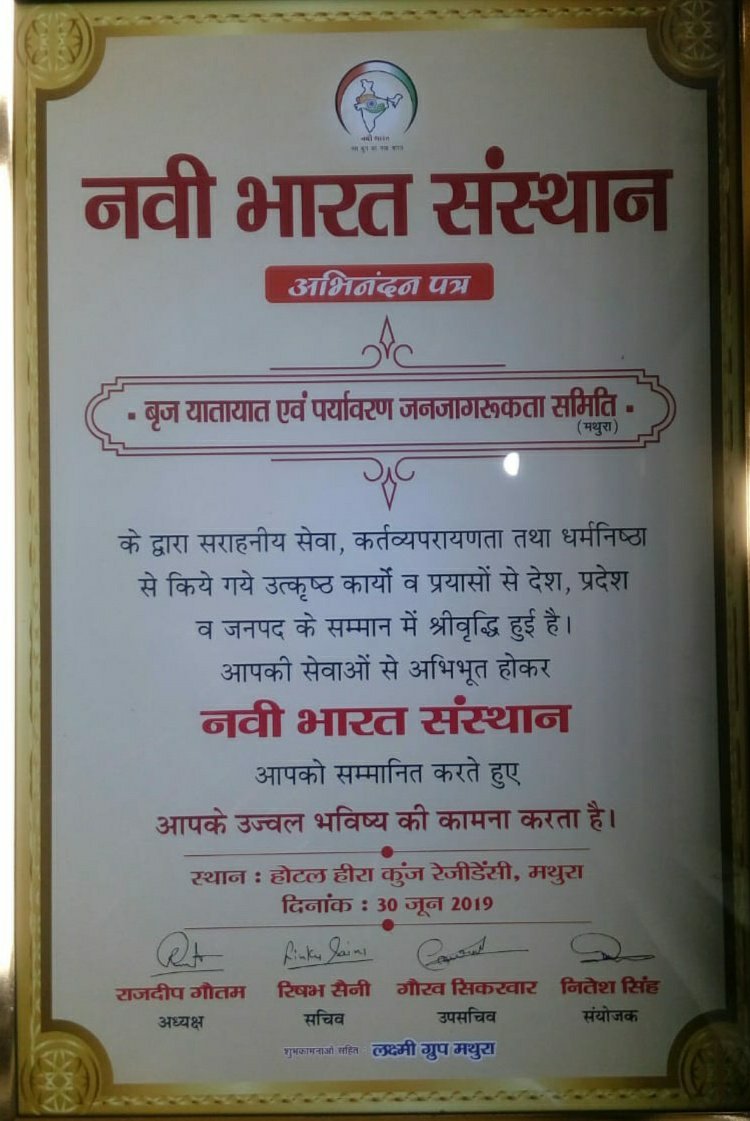 नवी भारत
नवी भारत संस्थान
अभिनंदन पत्र
• बृज यातायात एवं पर्यावरण जनजागरूकता समिति •
(मथुरा)
के द्वारा सराहनीय सेवा, कर्तव्यपरायणता तथा धर्मनिष्ठा
से किये गये उत्कृष्ठ कार्यो व प्रयासों से देश, प्रदेश
व जनपद के सम्मान में श्रीवृद्धि हुई है।
आपकी सेवाओं से अभिभूत होकर
नवी भारत संस्थान
आपको सम्मानित करते हुए
आपके उज्वल भविष्य की कामना करता है।
स्थान : होटल हीरा कुंज रेजीडेंसी, मथुरा
दिनांक : 30 जून 2019
राजदीप गौतम रिषभ सैनी गौरव सिकरवार नितेश सिंह
अध्यक्ष सचिव उपसचिव संयोजक
शुभकामनाओं सहित लक्ष्मी ग्रुप मथुरा